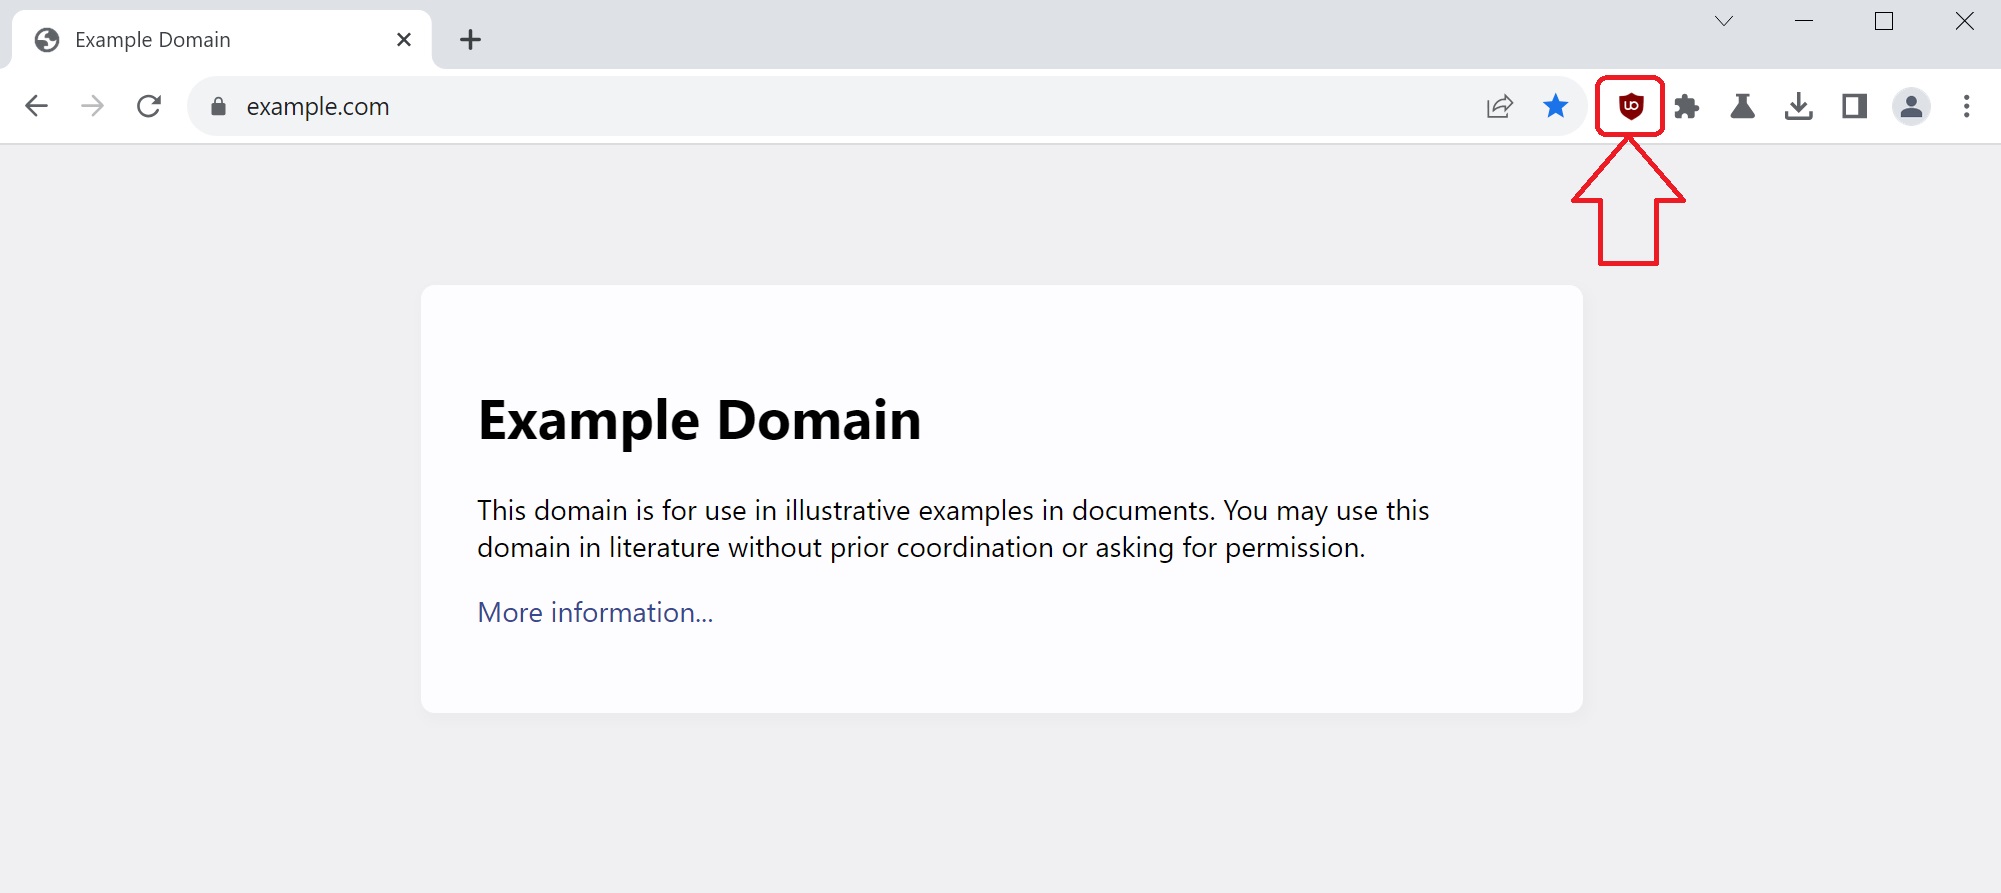 Example Domain
example.com
uo
Example Domain
This domain is for use in illustrative examples in documents. You may use this
domain in literature without prior coordination or asking for permission.
More information...